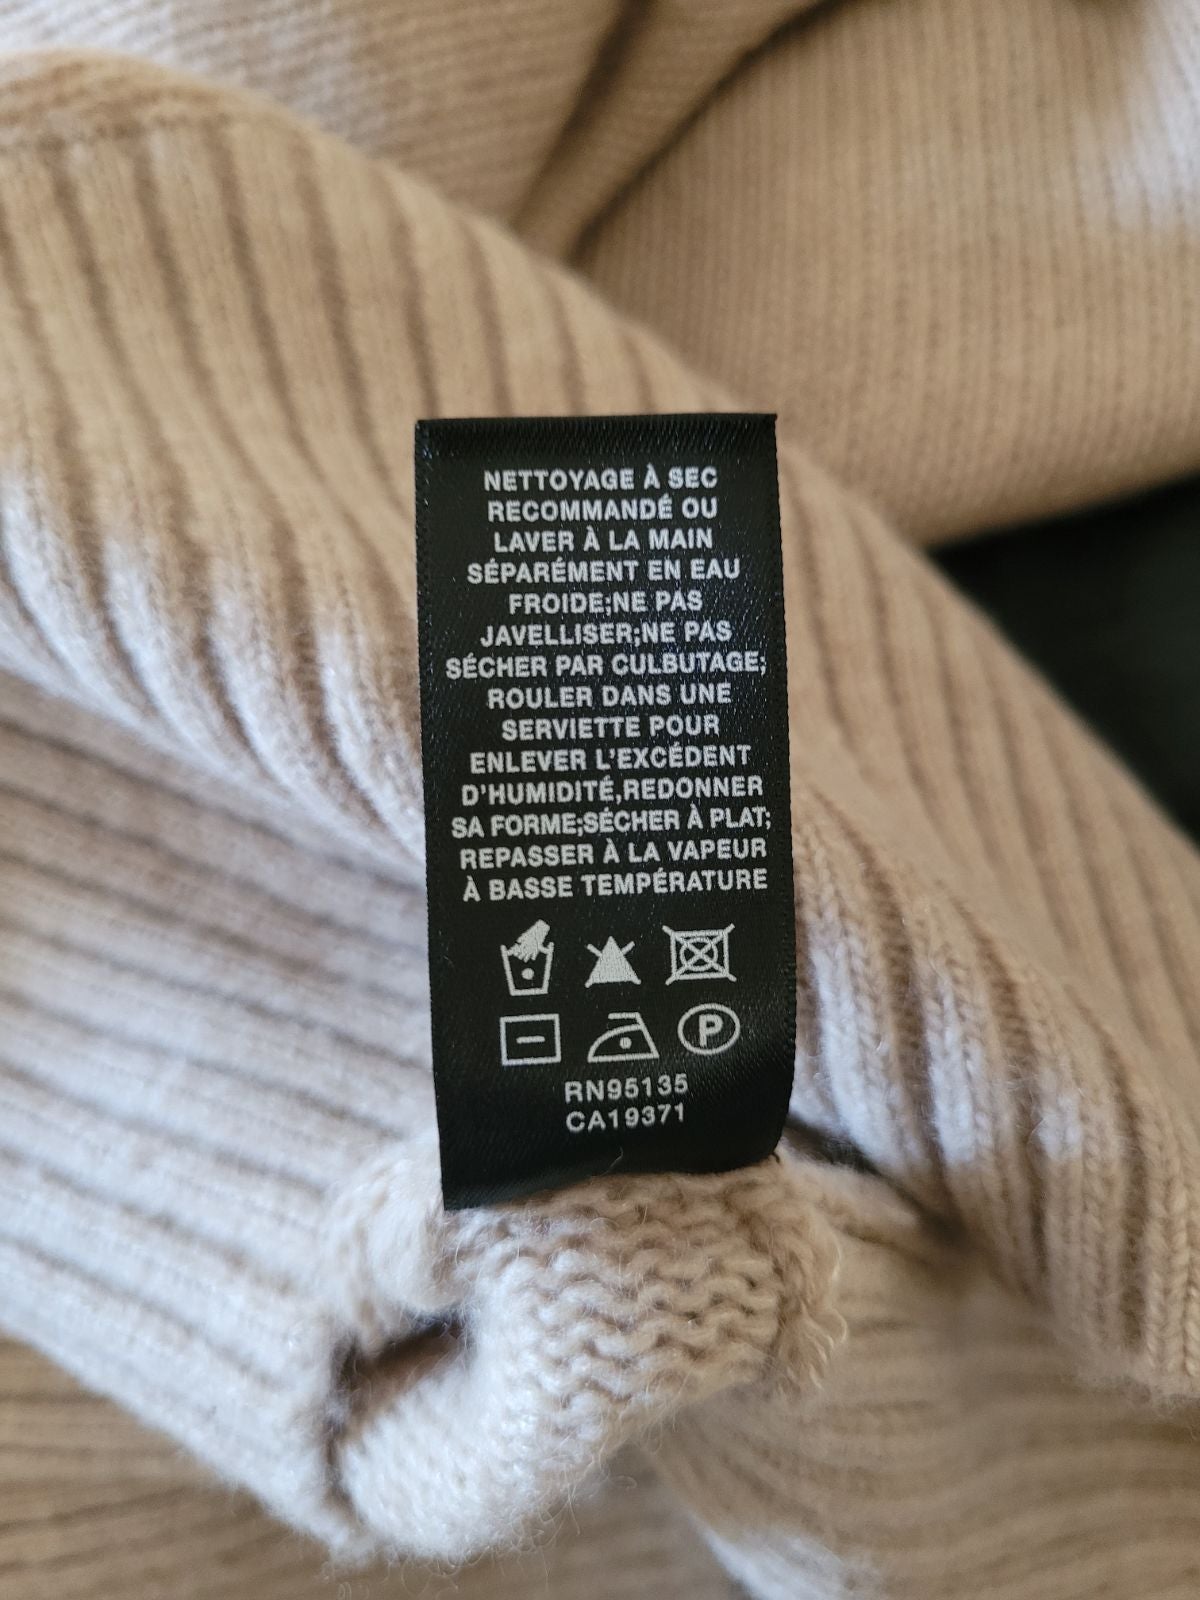 NETTOYAGE À SEC
RECOMMANDÉ OU
LAVER À LA MAIN
SÉPARÉMENT EN EAU
FROIDE;NE PAS
JAVELLISER;NE PAS
SÉCHER PAR CULBUTAGE;
ROULER DANS UNE
SERVIETTE POUR
ENLEVER L'EXCÉDENT
D'HUMIDITÉ,REDONNER
SA FORME;SÉCHER À PLAT;
REPASSER À LA VAPEUR
À BASSE TEMPÉRATURE
P
RN95135
CA19371